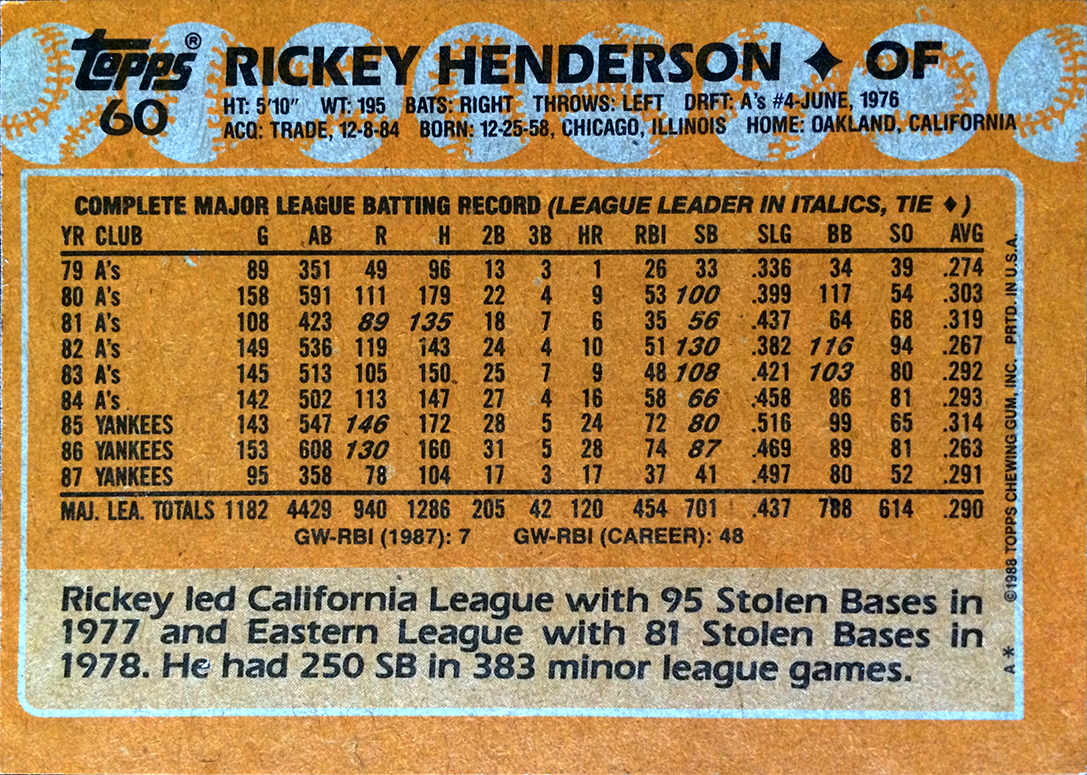 Topps®
60
RICKEY HENDERSON ♦ OF
HT: 5'10" WT: 195 BATS: RIGHT THROWS: LEFT DRFT: A's #4-JUNE, 1976
ACQ: TRADE, 12-8-84 BORN: 12-25-58, CHICAGO, ILLINOIS HOME: OAKLAND, CALIFORNIA
COMPLETE MAJOR LEAGUE BATTING RECORD (LEAGUE LEADER IN ITALICS, TIE ♦)
YR CLUB G AB R H 2B 3B HR RBI SB SLG BB SO AVG
79 A's 89 351 49 96 13 3 1 26 33 .336 34 39 .274
80 A's 158 591 111 179 22 4 9 53 100 .399 117 54 .303
81 A's 108 423 89 135 18 7 6 35 56 .437 64 68 .319
82 A's 149 536 119 143 24 4 10 51 130 .382 116 94 .267
83 A's 145 513 105 150 25 7 9 48 108 .421 103 80 .292
84 A's 142 502 113 147 27 4 16 58 66 .458 86 81 .293
85 YANKEES 143 547 146 172 28 5 24 72 80 .516 99 65 .314
86 YANKEES 153 608 130 160 31 5 28 74 87 .469 89 81 .263
87 YANKEES 95 358 78 104 17 3 17 37 41 .497 80 52 .291
MAJ. LEA. TOTALS 1182 4429 940 1286 205 42 120 454 701 .437 788 614 .290
GW-RBI (1987): 7 GW-RBI (CAREER): 48
Rickey led California League with 95 Stolen Bases in
1977 and Eastern League with 81 Stolen Bases in
1978. He had 250 SB in 383 minor league games.
A* ©1988 TOPPS CHEWING GUM, INC. PRTD. IN U.S.A.